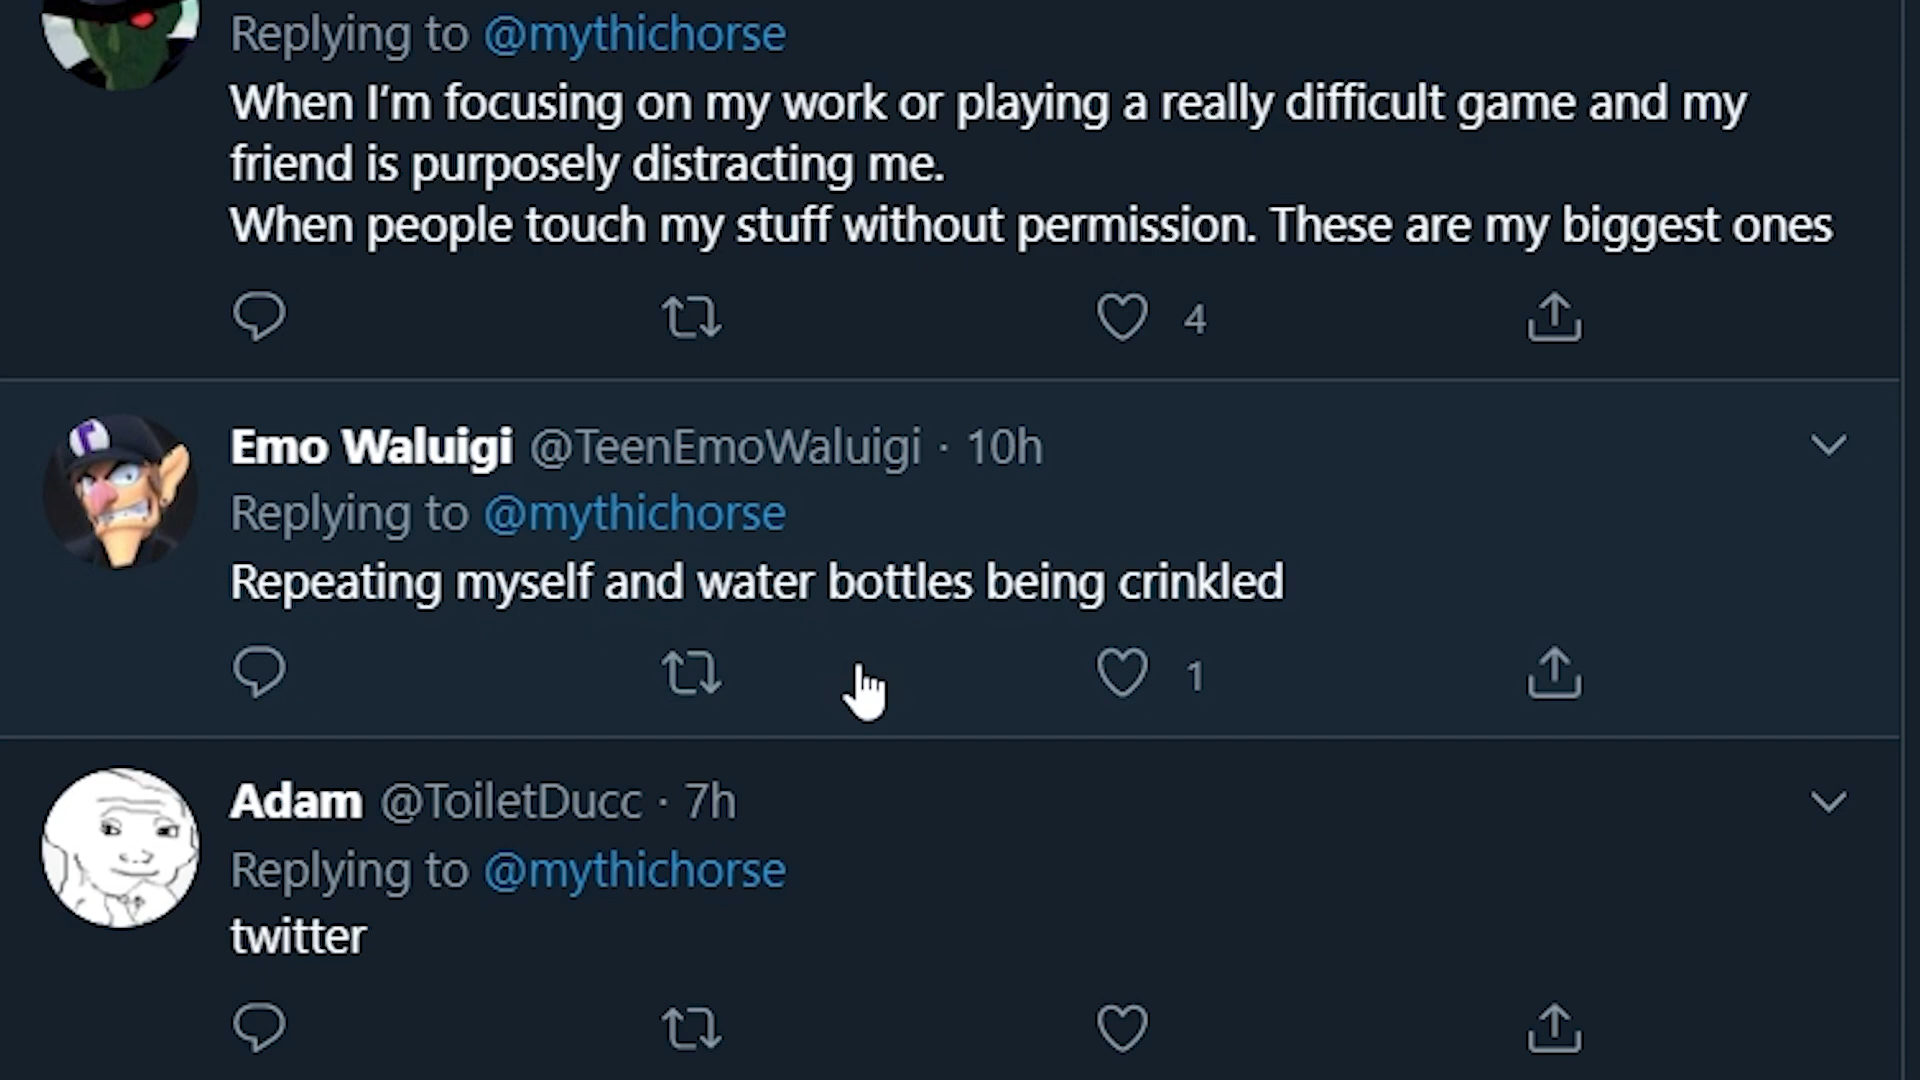 Replying to @mythichorse
When I'm focusing on my work or playing a really difficult game and my
friend is purposely distracting me.
When people touch my stuff without permission. These are my biggest ones
4
Emo Waluigi @TeenEmoWaluigi · 10h
Replying to @mythichorse
Repeating myself and water bottles being crinkled
1
Adam @ToiletDucc · 7h
Replying to @mythichorse
twitter